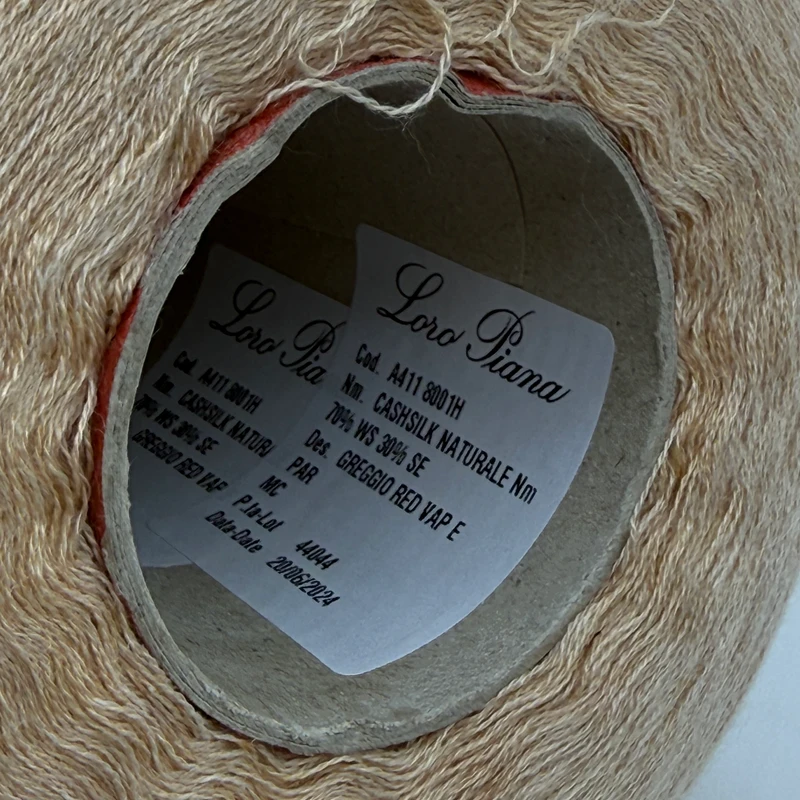 Loro Piana
Cod. A411 8001H
Nm. CASHSILK NATURALE Nm
70% WS 30% SE
Des. GREGGIO RED VAP E
PAR
MC
P.ta-Lot 44044
Data-Date 20/06/2024
Loro Pia
Cod. A411 8001H
Nm. CASHSILK NATUR
70% WS 30% SE
GREGGIO RED VAP